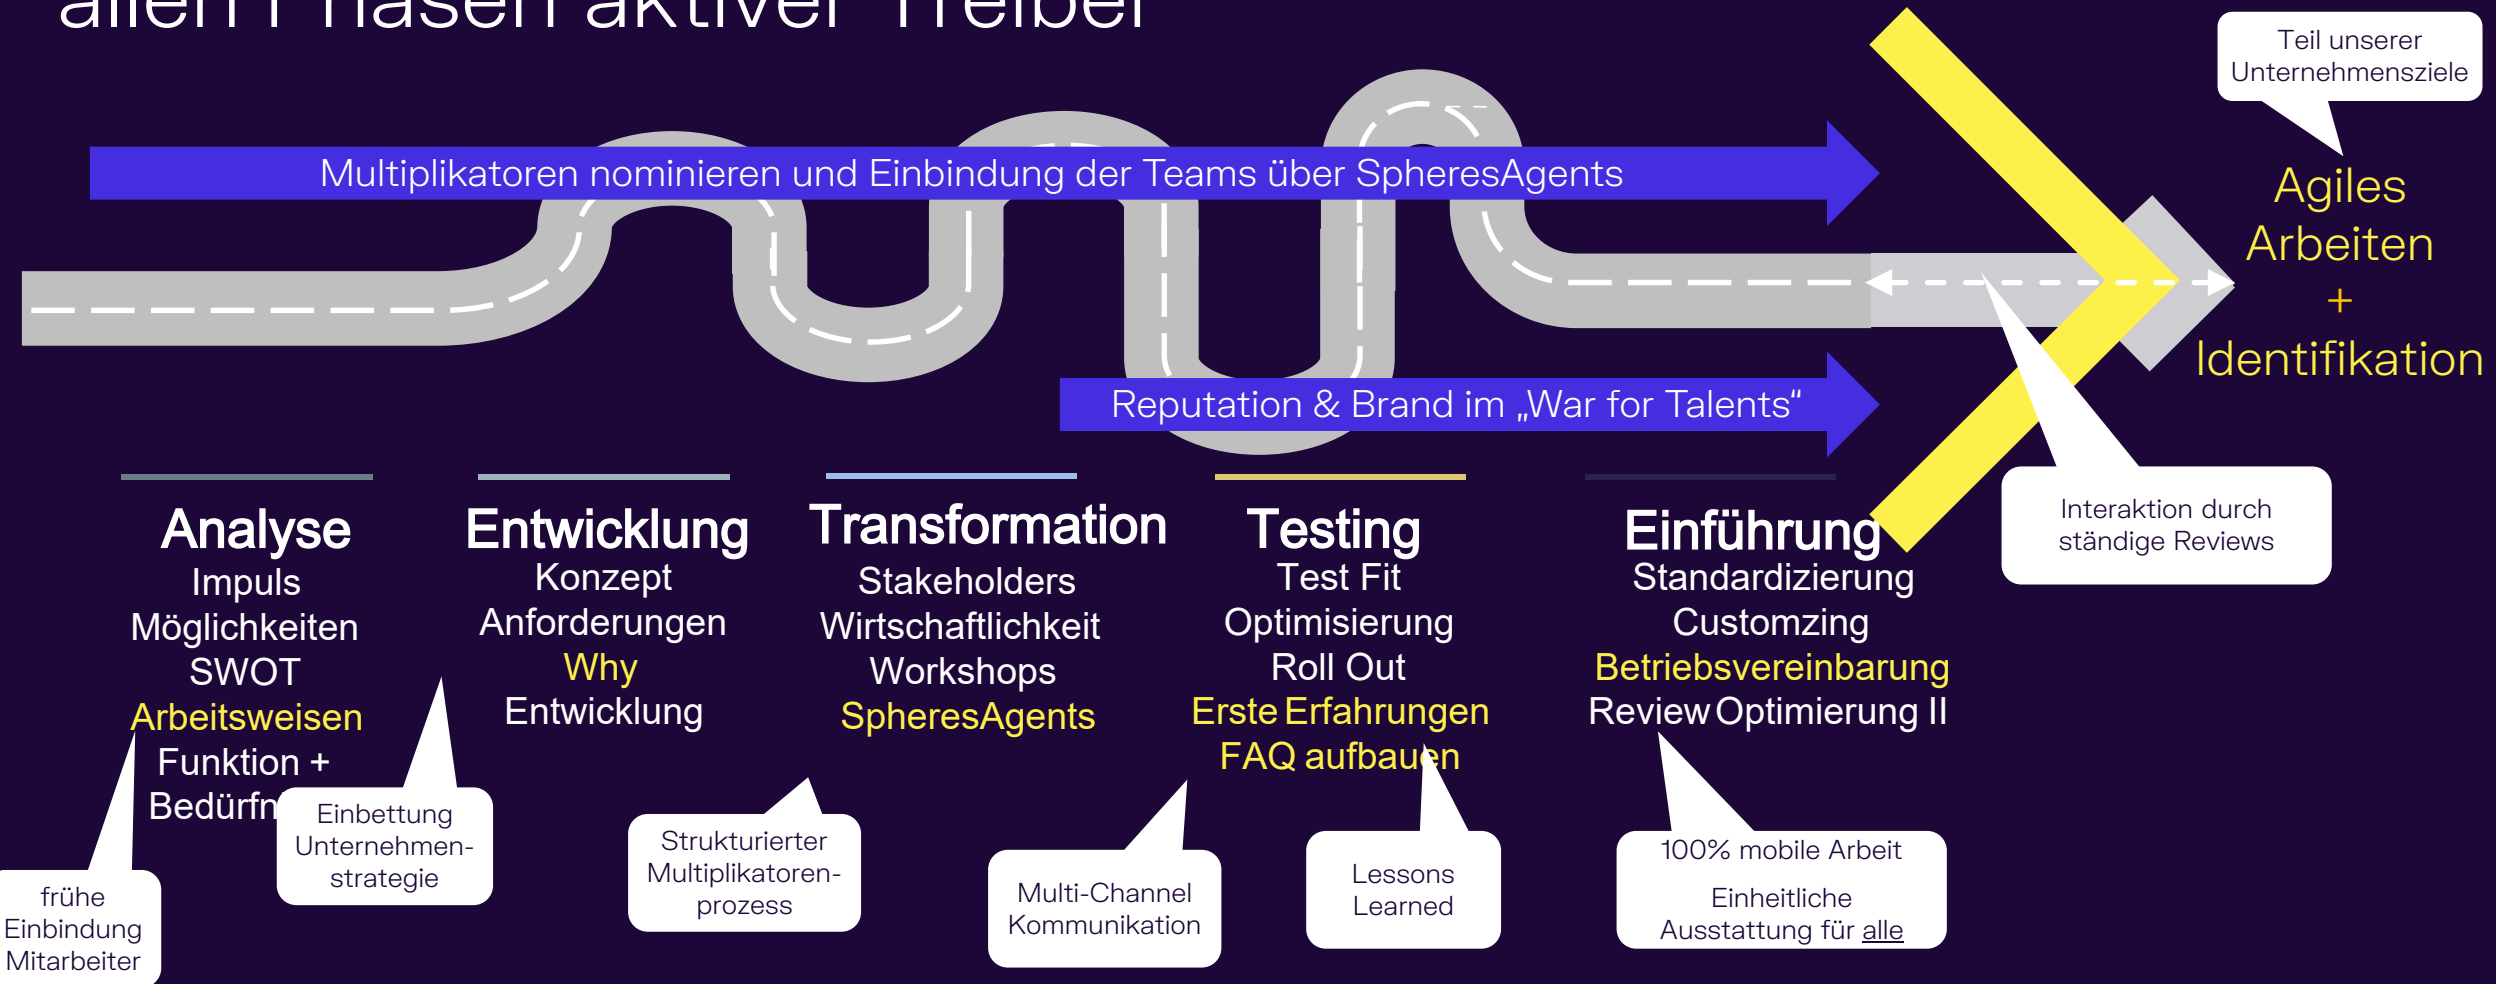 allen Phasen aktiver Treiber
Teil unserer
Unternehmensziele
Multiplikatoren nominieren und Einbindung der Teams über SpheresAgents
Agiles
Arbeiten
+
Identifikation
Reputation & Brand im „War for Talents“
Interaktion durch
ständige Reviews
Analyse
Impuls
Möglichkeiten
SWOT
Arbeitsweisen
Funktion +
frühe
Einbindung
Mitarbeiter
Entwicklung
Konzept
Anforderungen
Why
Entwicklung
Einbettung
Unternehmen-
strategie
Transformation
Stakeholders
Wirtschaftlichkeit
Workshops
SpheresAgents
Strukturierter
Multiplikatoren-
prozess
Testing
Test Fit
Optimisierung
Roll Out
Erste Erfahrungen
FAQ aufbauen
Multi-Channel
Kommunikation
Lessons
Learned
Einführung
Standardizierung
Customzing
Betriebsvereinbarung
Review Optimierung II
100% mobile Arbeit
Einheitliche
Ausstattung für alle